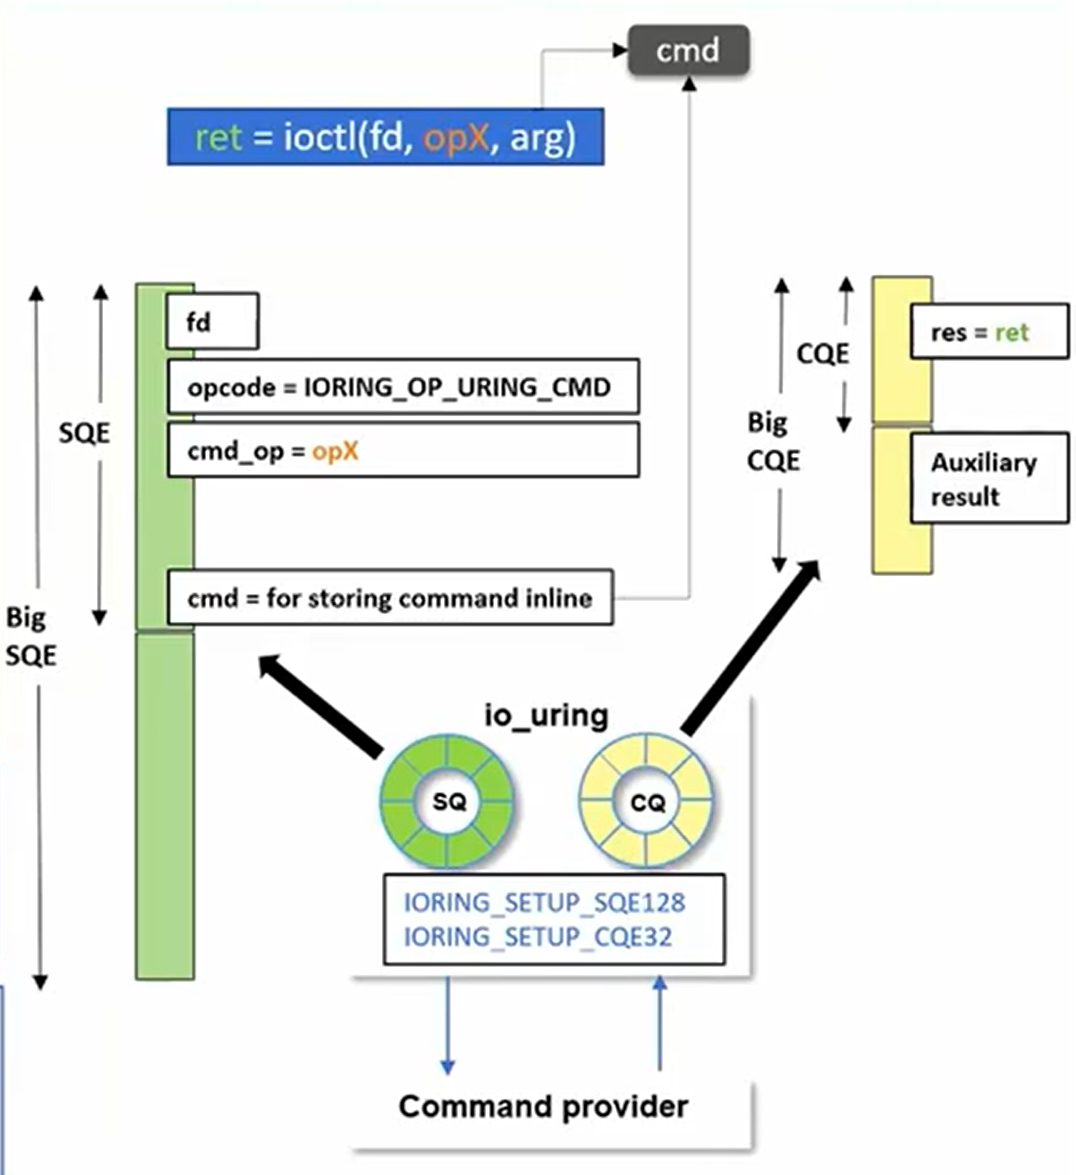 cmd
ret = ioctl(fd, opX, arg)
fd
opcode = IORING_OP_URING_CMD
cmd_op = opX
SQE
cmd = for storing command inline
Big
SQE
res = ret
CQE
Big
CQE
Auxiliary
result
io_uring
SQ
CQ
IORING_SETUP_SQE128
IORING_SETUP_CQE32
Command provider